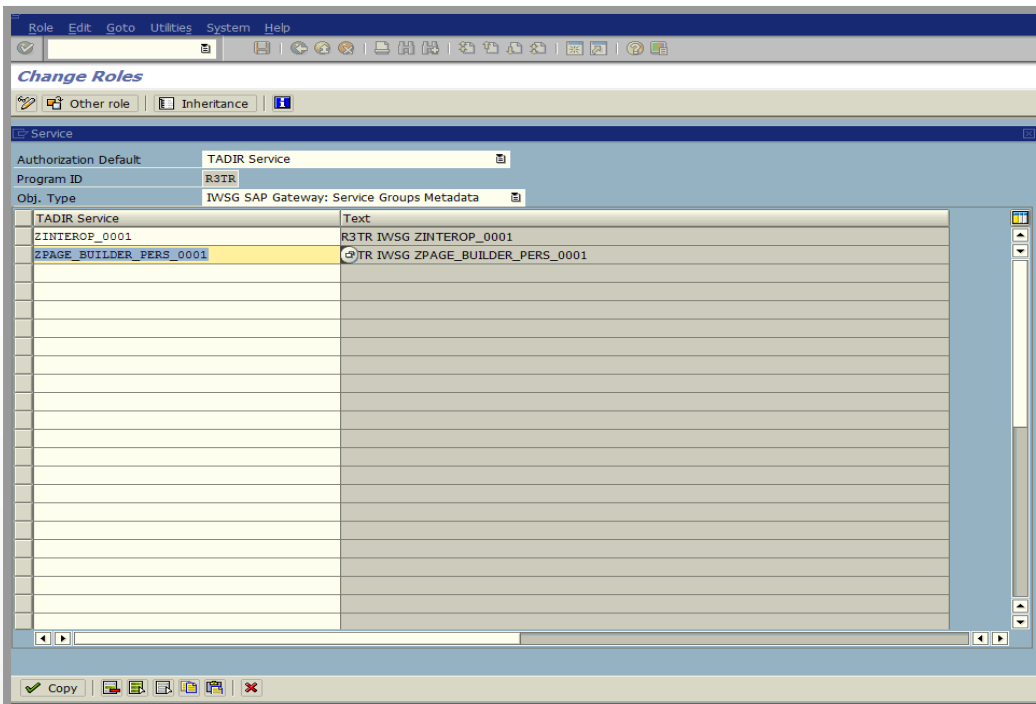 Role Edit Goto Utilities System Help
Change Roles
Other role Inheritance
Service
Authorization Default TADIR Service
Program ID R3TR
Obj. Type IWSG SAP Gateway: Service Groups Metadata
TADIR Service Text
ZINTEROP_0001 R3TR IWSG ZINTEROP_0001
ZPAGE_BUILDER_PERS_0001 TR IWSG ZPAGE_BUILDER_PERS_0001
Copy